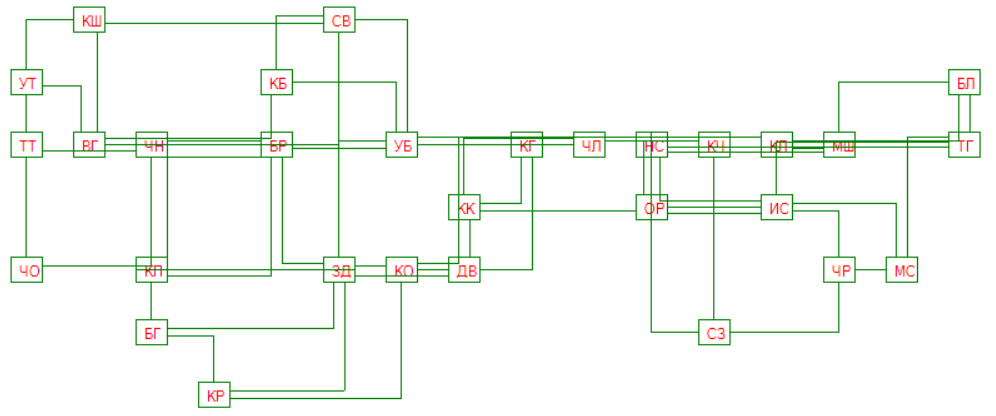 КШ СВ
УТ КБ БЛ
ТТ ВГ ЧН БР УБ КГ ЧЛ НС КЧ КЛ МШ ТГ
КК ОР ИС
ЧО КП ЗД КО ДВ ЧР МС
БГ СЗ
КР